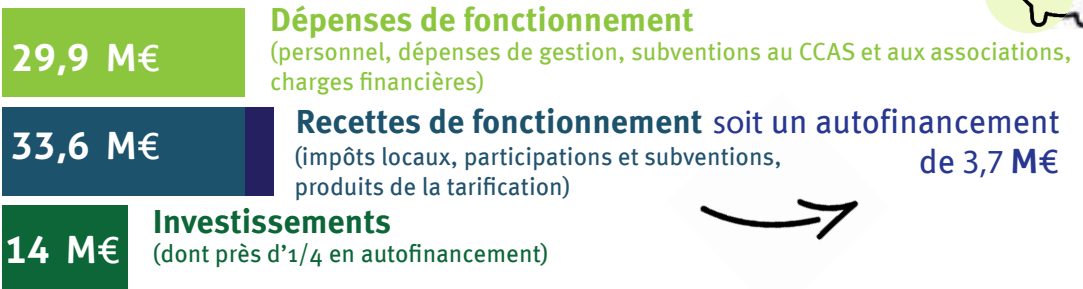 29,9 M€
Dépenses de fonctionnement
(personnel, dépenses de gestion, subventions au CCAS et aux associations,
charges financières)
33,6 M€
Recettes de fonctionnement soit un autofinancement
de 3,7 M€
(impôts locaux, participations et subventions,
produits de la tarification)
14 M€
Investissements
(dont près d'1/4 en autofinancement)